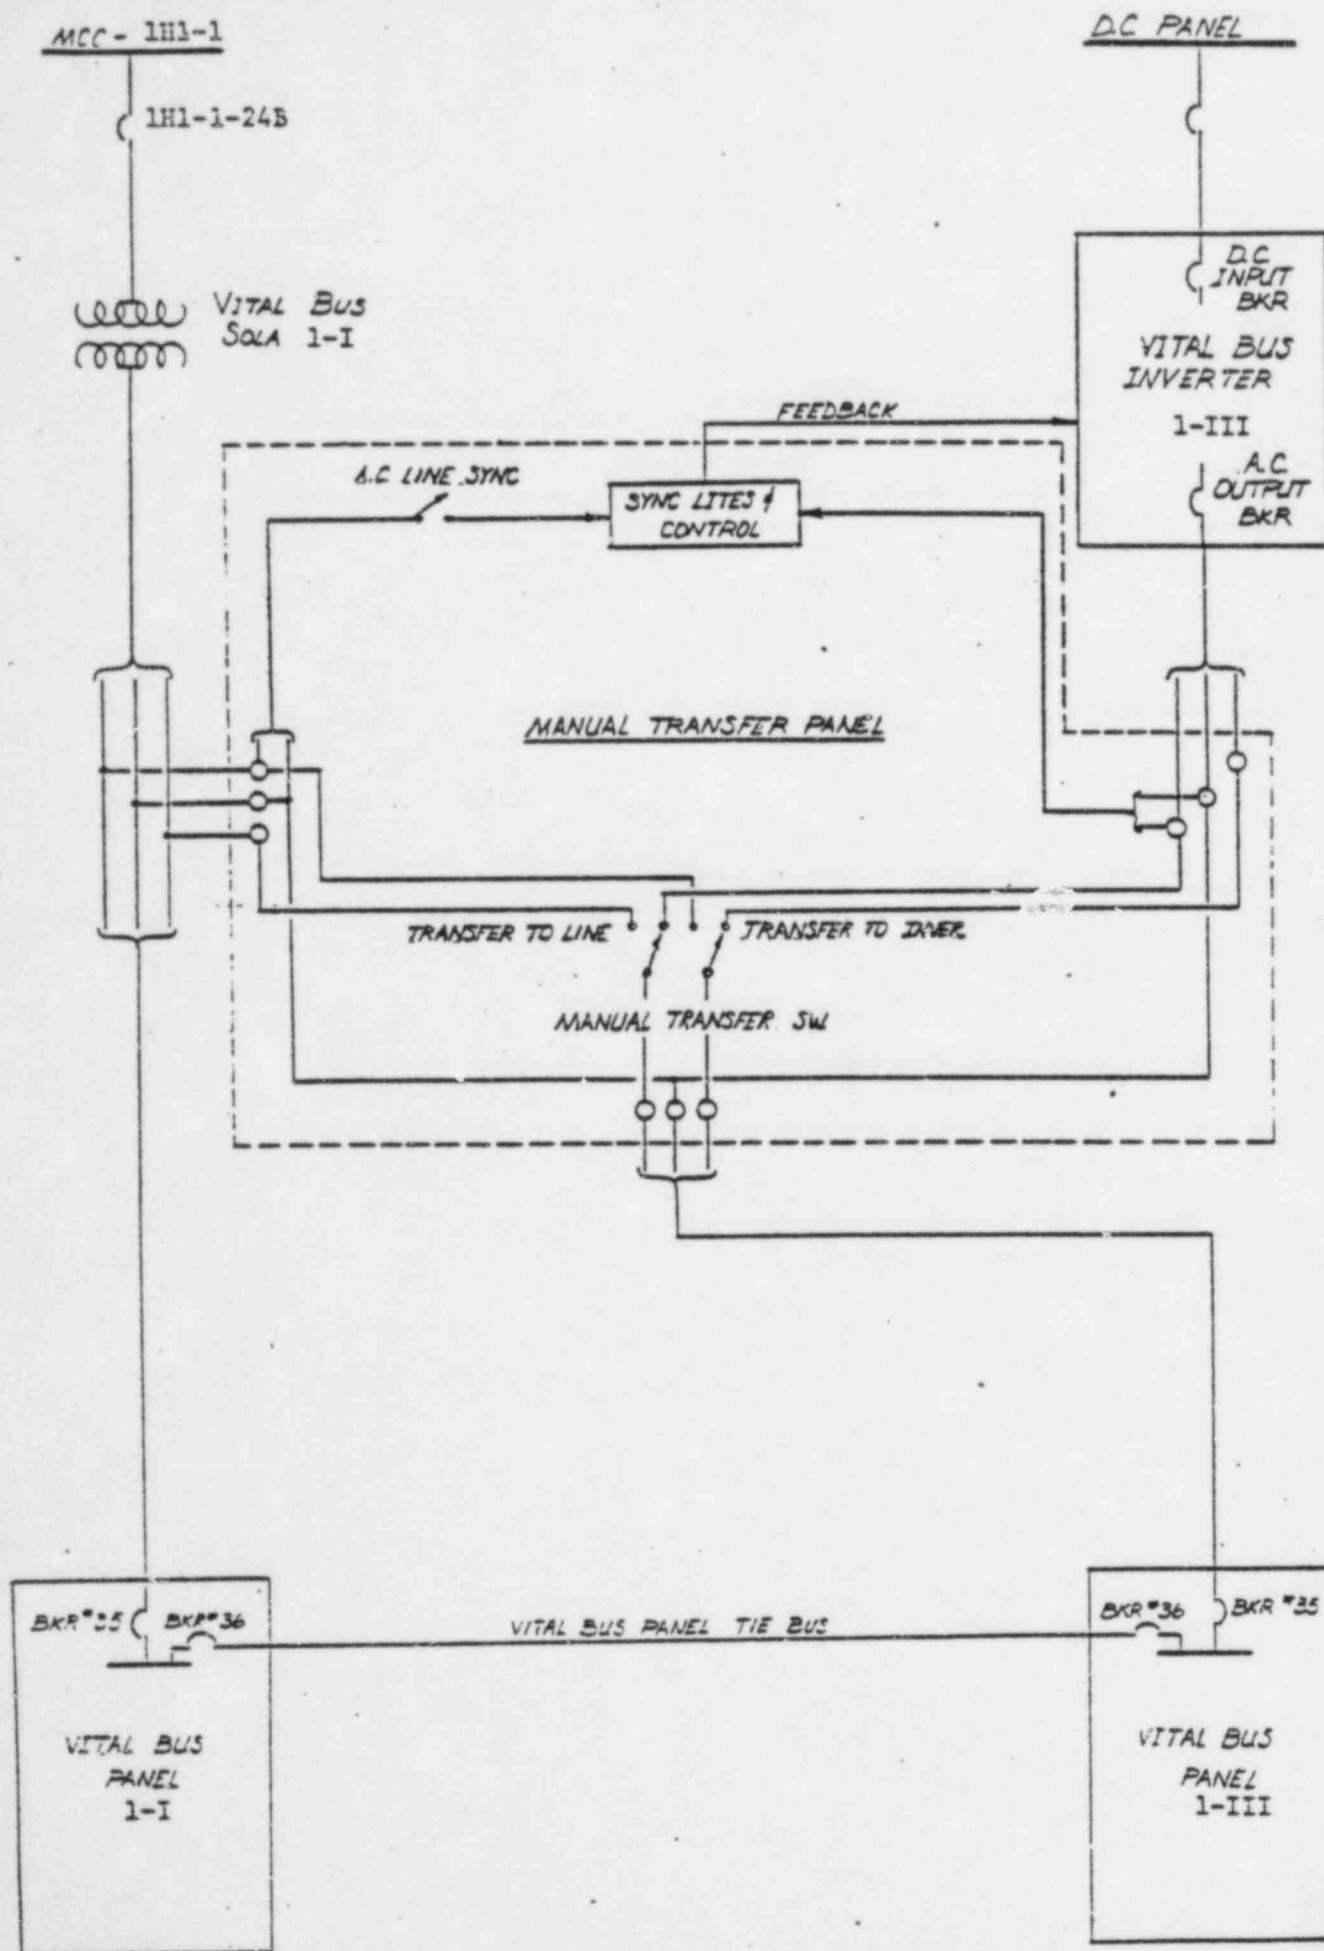 MCC- 1H1-1
1H1-1-24B
VITAL BUS
SOLA 1-I
D.C PANEL
D.C
INPUT
BKR
VITAL BUS
INVERTER
1-III
A.C.
OUTPUT
BKR
FEEDBACK
A.C LINE SYNC
SYNC LITES &
CONTROL
MANUAL TRANSFER PANEL
TRANSFER TO LINE
TRANSFER TO INVER.
MANUAL TRANSFER SW
BKR #35
BKR #36
VITAL BUS PANEL TIE BUS
BKR #36
BKR #35
VITAL BUS
PANEL
1-I
VITAL BUS
PANEL
1-III